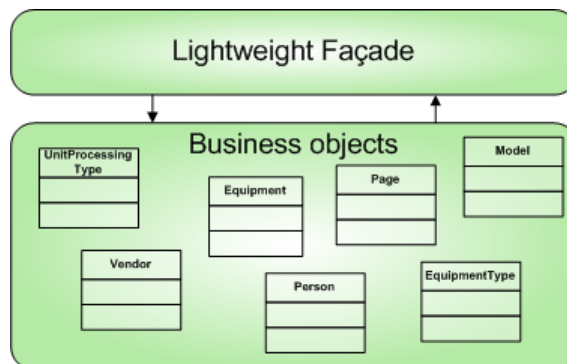 Lightweight Façade
Business objects
UnitProcessing
Type
Equipment
Page
Model
Vendor
Person
EquipmentType